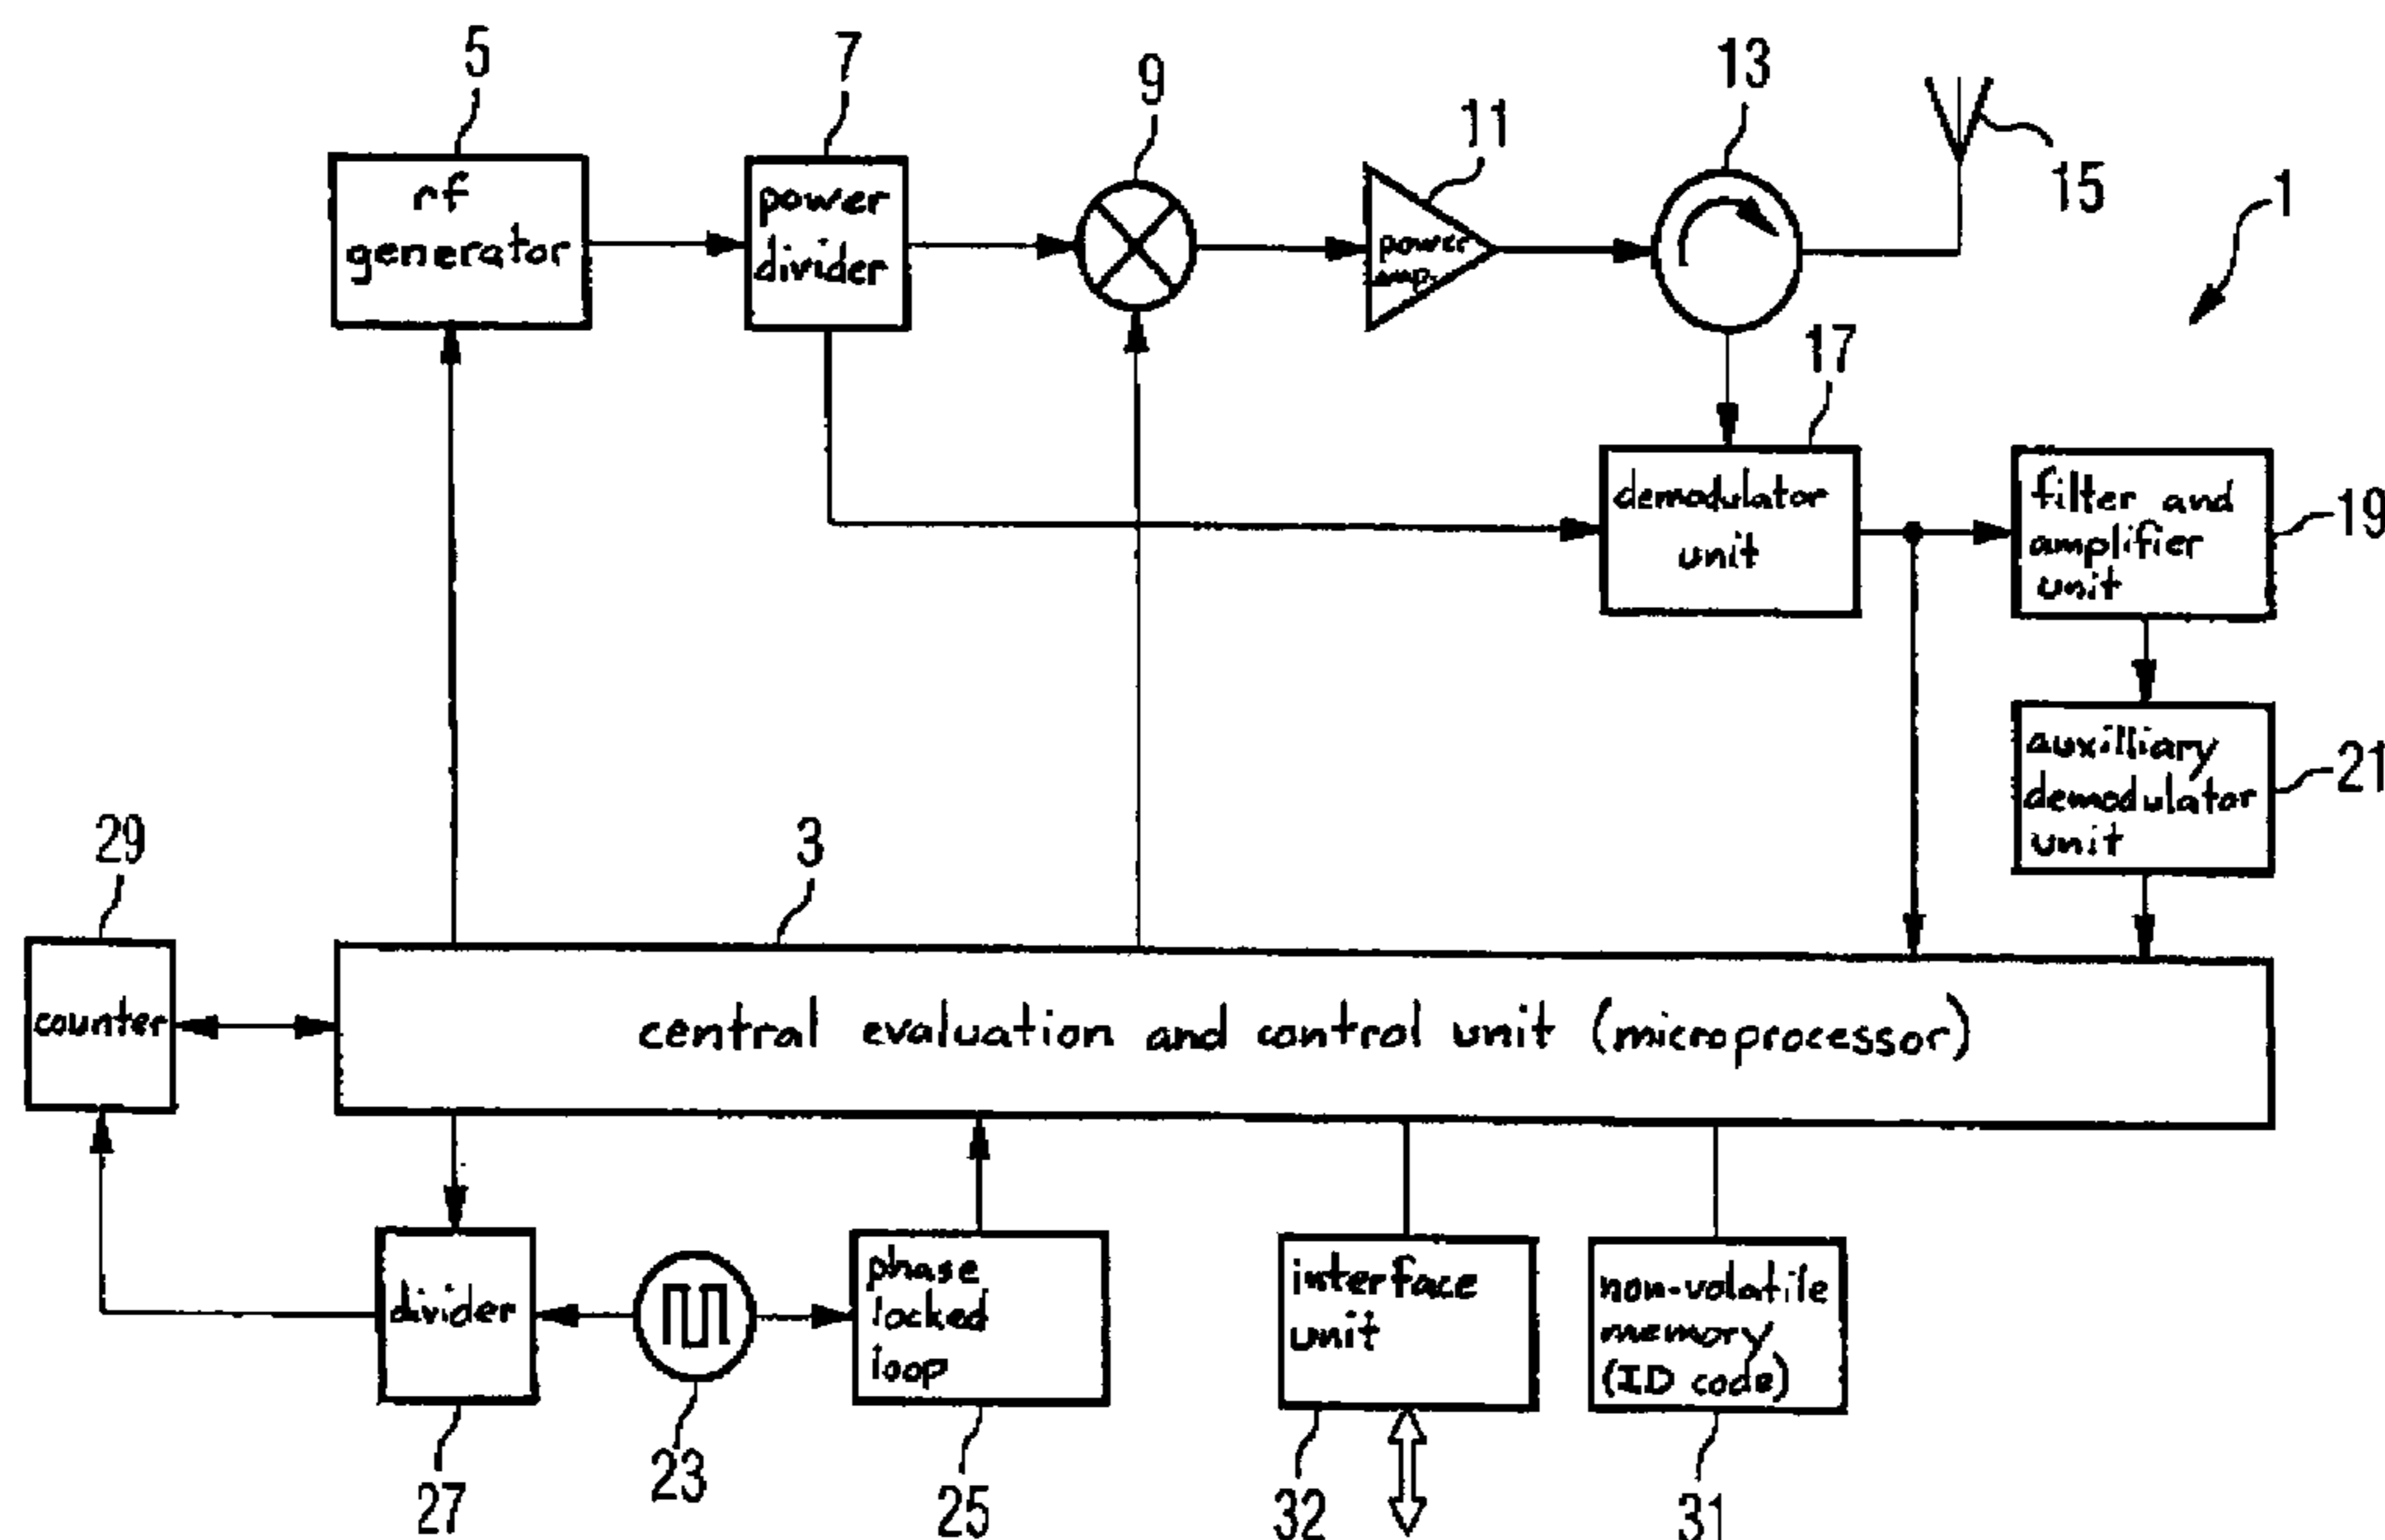 5
7
9
11
13
15
1
rf
generator
power
divider
power
amp.
17
demodulator
unit
filter and
amplifier
unit
19
auxilliary
demodulator
unit
21
29
3
counter
central evaluation and control unit (microprocessor)
divider
phase
locked
loop
interface
unit
non-volatile
memory
(ID code)
27
23
25
32
31